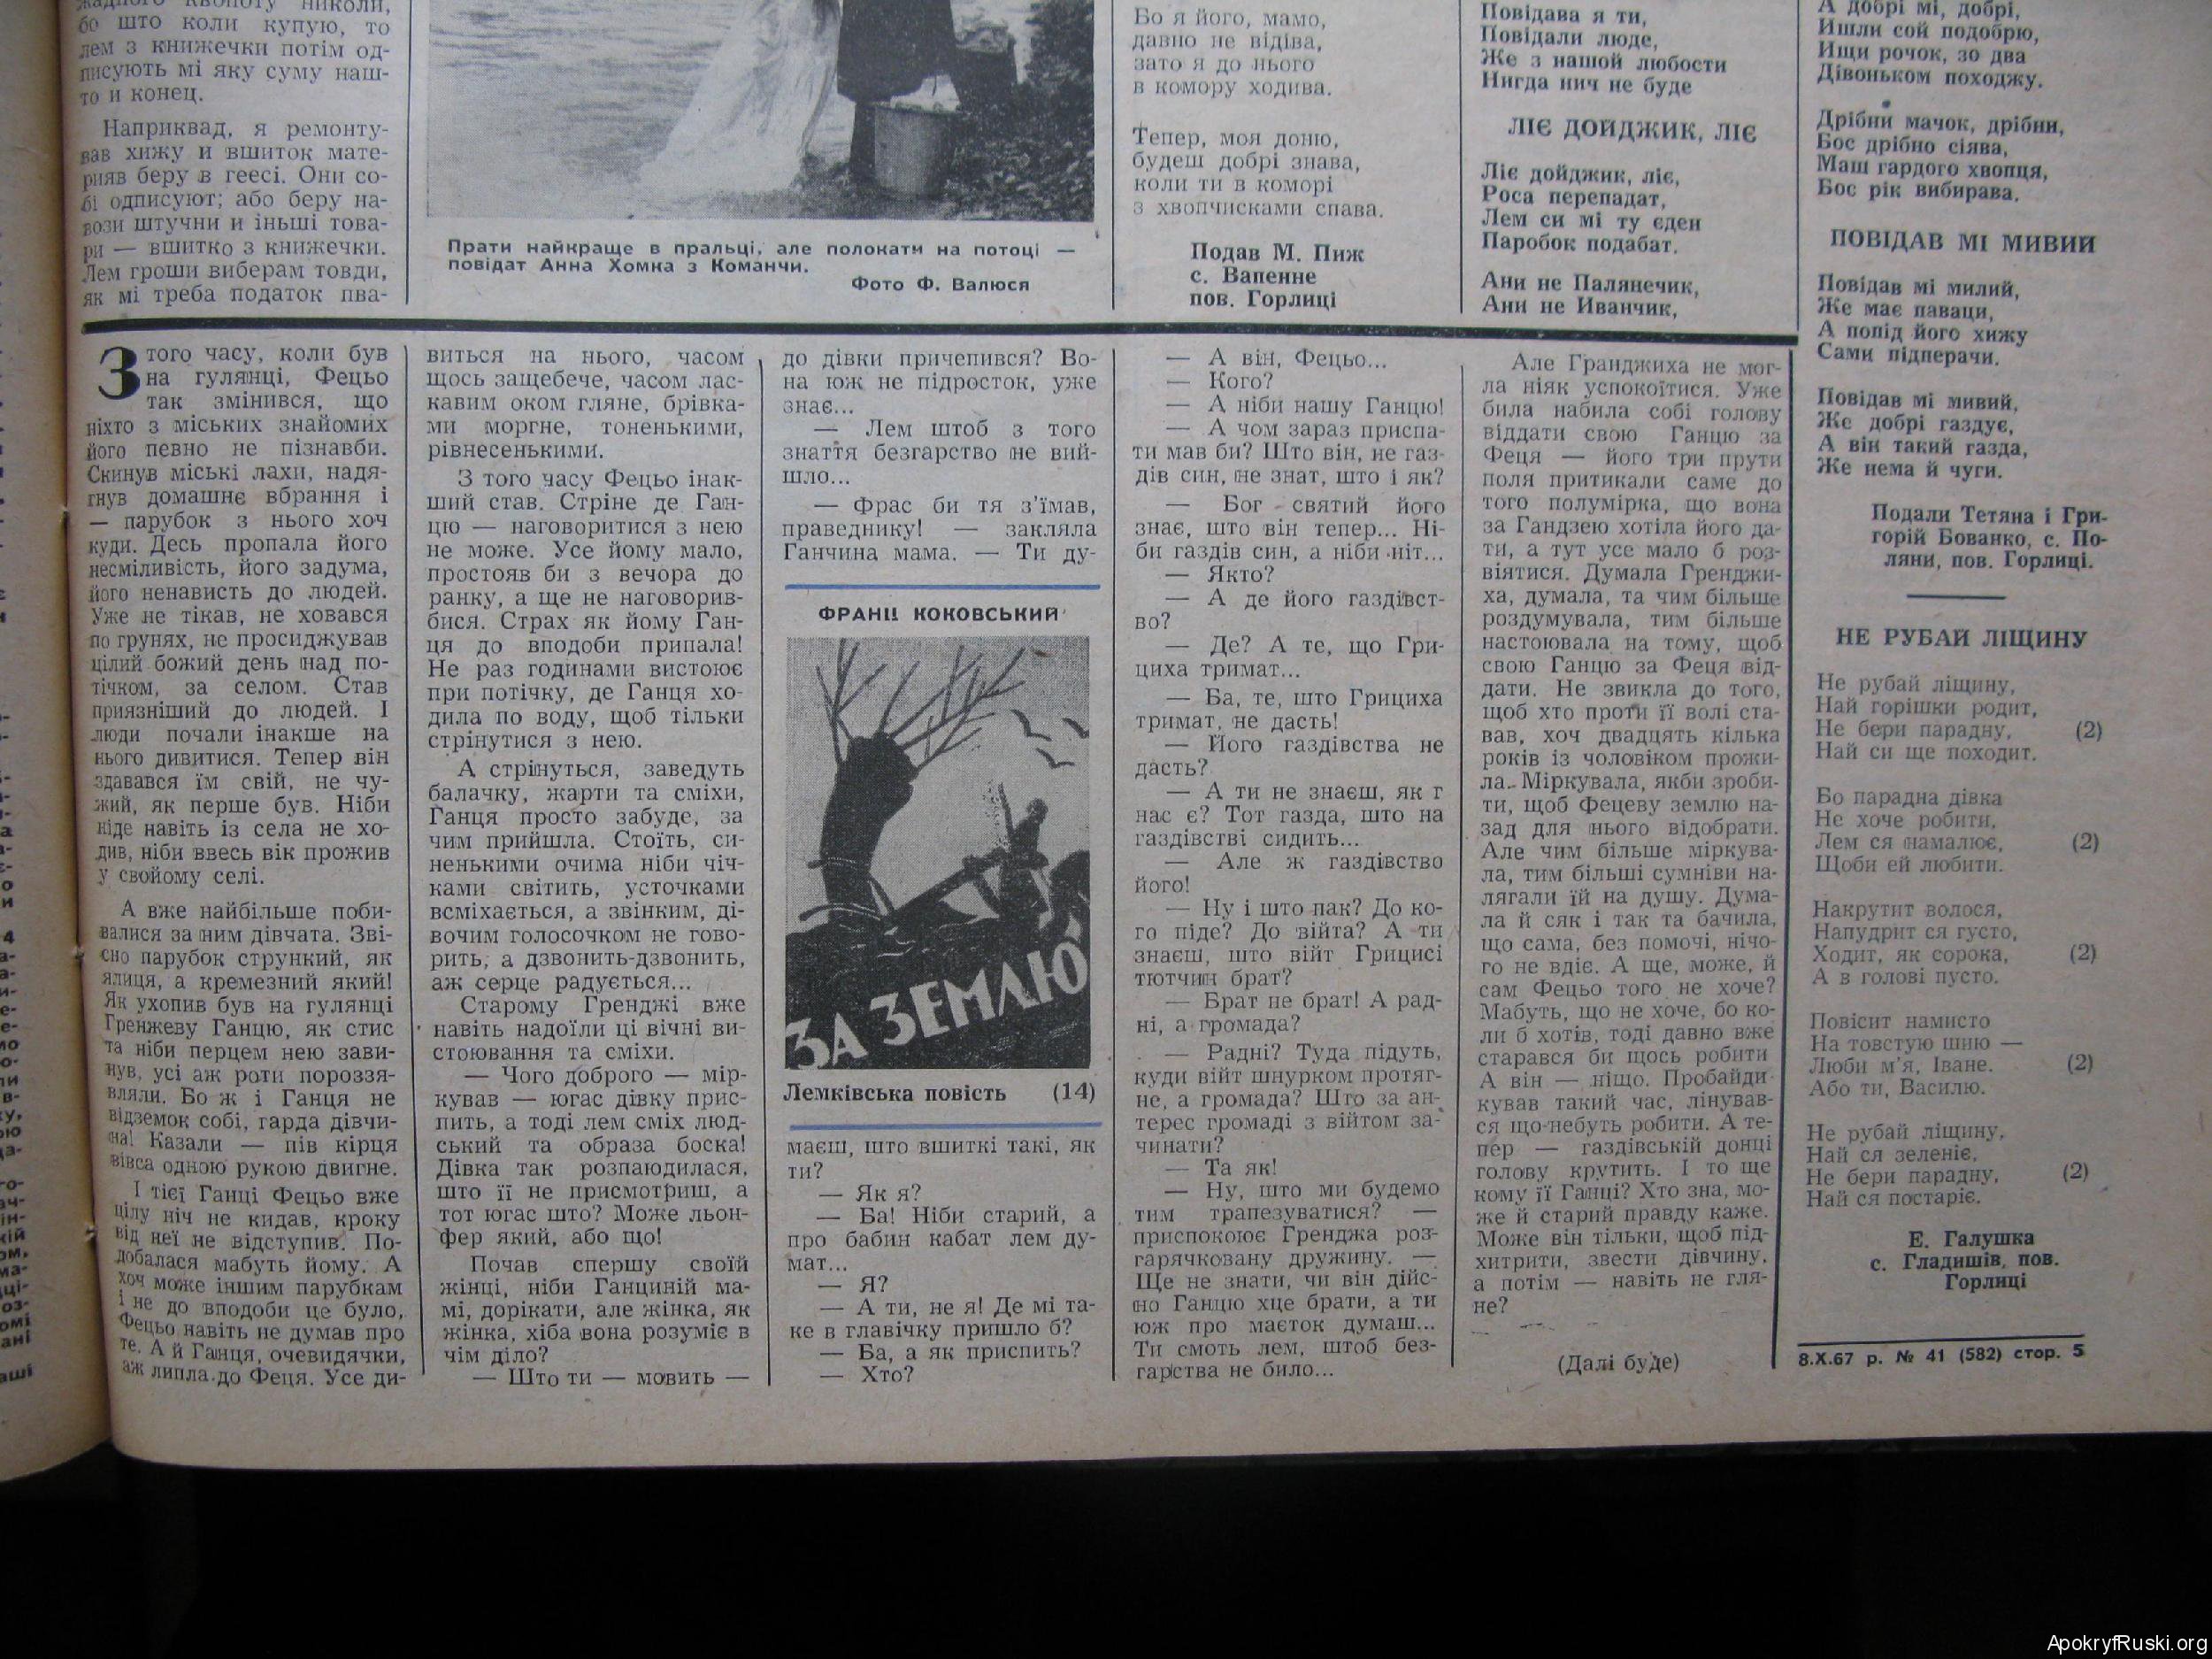 бо што коли купую, то
лем з книжечки потім од-
писують мі яку суму наш-
то и конец.
Наприквад, я ремонту-
вав хижу и вшиток мате-
рияв беру в геесі. Они со-
бі одписуют; або беру на-
вози штучни и іньші това-
ри — вшитко з книжечки.
Лем гроши виберам товди,
як мі треба податок пва-
Прати найкраще в пральці, але полокати на потоці —
повідат Анна Хомка з Команчи.
Фото Ф. Валюся
Бо я його, мамо,
давно не відіва,
зато я до нього
в комору ходива.
Тепер, моя доню,
будеш добрі знава,
коли ти в коморі
з хвопчисками спава.
Подав М. Пиж
с. Вапенне
пов. Горлиці
Повідава я ти,
Повідали люде,
Же з нашой любости
Нигда нич не буде
ЛІЄ ДОЙДЖИК, ЛІЄ
Ліє дойджик, ліє,
Роса перепадат,
Лем си мі ту єден
Паробок подабат.
Ани не Палянечик,
Ани не Иванчик,
А добрі мі, добрі,
Ишли сой подобрю,
Ищи рочок, зо два
Дівоньком походжу.
Дрібни мачок, дрібни,
Бос дрібно сіява,
Маш гардого хвопця,
Бос рік вибирава.
ПОВІДАВ МІ МИВИЙ
Повідав мі милий,
Же має паваци,
А попід його хижу
Сами підперачи.
Повідав мі мивий,
Же добрі газдує,
А він такий газда,
Же нема й чуги.
Подали Тетяна і Гри-
горій Бованко, с. По-
ляни, пов. Горлиці.
НЕ РУБАЙ ЛІЩИНУ
Не рубай ліщину,
Най горішки родит,
Не бери парадну, (2)
Най си ще походит.
Бо парадна дівка
Не хоче робити,
Лем ся намалює, (2)
Щоби ей любити.
Накрутит волося,
Напудрит ся густо,
Ходит, як сорока, (2)
А в голові пусто.
Повісит намисто
На товстую шию —
Люби м'я, Іване. (2)
Або ти, Василю.
Не рубай ліщину,
Най ся зеленіє,
Не бери парадну, (2)
Най ся постаріє.
Е. Галушка
с. Гладишів, пов.
Горлиці
З того часу, коли був
на гулянці, Фецьо
так змінився, що
ніхто з міських знайомих
його певно не пізнавби.
Скинув міські лахи, надя-
гнув домашнє вбрання і
— парубок з нього хоч
куди. Десь пропала його
несміливість, його задума,
його ненависть до людей.
Уже не тікав, не ховався
по грунях, не просиджував
цілий божий день над по-
тічком, за селом. Став
приязніший до людей. І
люди почали інакше на
нього дивитися. Тепер він
здавався їм свій, не чу-
жий, як перше був. Ніби
ніде навіть із села не хо-
див, ніби ввесь вік прожив
у свойому селі.
А вже найбільше поби-
валися за ним дівчата. Зві-
сно парубок стрункий, як
ялиця, а кремезний який!
Як ухопив був на гулянці
Гренжеву Ганцю, як стис
та ніби перцем нею зави-
нув, усі аж роти пороззя-
вляли. Бо ж і Ганця не
відземок собі, гарда дівчи-
на! Казали — пів кірця
вівса одною рукою двигне.
І тієї Ганці Фецьо вже
цілу ніч не кидав, кроку
від неї не відступив. По-
добалася мабуть йому. А
хоч може іншим парубкам
і не до вподоби це було,
Фецьо навіть не думав про
те. А й Ганця, очевидячки,
аж липла до Феця. Усе ди-
виться на нього, часом
щось защебече, часом лас-
кавим оком гляне, брівка-
ми моргне, тоненькими,
рівнесенькими.
З того часу Фецьо інак-
ший став. Стріне де Ган-
цю — наговоритися з нею
не може. Усе йому мало,
простояв би з вечора до
ранку, а ще не наговорив-
бися. Страх як йому Ган-
ця до вподоби припала!
Не раз годинами вистоює
при потічку, де Ганця хо-
дила по воду, щоб тільки
стрінутися з нею.
А стрінуться, заведуть
балачку, жарти та сміхи,
Ганця просто забуде, за
чим прийшла. Стоїть, си-
ненькими очима ніби чіч-
ками світить, усточками
всміхається, а звінким, ді-
вочим голосочком не гово-
рить, а дзвонить-дзвонить,
аж серце радується...
Старому Гренджі вже
навіть надоїли ці вічні ви-
стоювання та сміхи.
— Чого доброго — мір-
кував — югас дівку прис-
пить, а тоді лем сміх люд-
ський та образа боска!
Дівка так розпаюдилася,
што її не присмотриш, а
тот югас што? Може льон-
фер який, або що!
Почав спершу своїй
жінці, ніби Ганциній ма-
мі, дорікати, але жінка, як
жінка, хіба вона розуміє в
чім діло?
— Што ти — мовить —
до дівки причепився? Во-
на юж не підросток, уже
знає...
— Лем штоб з того
знаття безгарство не вий-
шло...
— Фрас би тя з'їмав,
праведнику! — закляла
Ганчина мама. — Ти ду-
ФРАНЦ КОКОВСЬКИЙ
ЗА ЗЕМЛЮ
Лемківська повість (14)
маєш, што вшиткі такі, як
ти?
— Як я?
— Ба! Ніби старий, а
про бабин кабат лем ду-
мат...
— Я?
— А ти, не я! Де мі та-
ке в главічку пришло б?
— Ба, а як приспить?
— Хто?
— А він, Фецьо...
— Кого?
— А ніби нашу Ганцю!
— А чом зараз приспа-
ти мав би? Што він, не газ-
дів син, не знат, што і як?
— Бог святий його
знає, што він тепер... Ні-
би газдів син, а ніби ніт...
— Якто?
— А де його газдівст-
во?
— Де? А те, що Гри-
циха тримат...
— Ба, те, што Грициха
тримат, не дасть!
— Його газдівства не
дасть?
— А ти не знаєш, як г
нас є? Тот газда, што на
газдівстві сидить...
— Але ж газдівство
його!
— Ну і што пак? До ко-
го піде? До війта? А ти
знаєш, што війт Грицисі
тютчин брат?
— Брат не брат! А рад-
ні, а громада?
— Радні? Туда підуть,
куди війт шнурком протяг-
не, а громада? Што за ан-
терес громаді з війтом за-
чинати?
— Та як!
— Ну, што ми будемо
тим трапезуватися? —
приспокоює Гренджа роз-
гарячковану дружину. —
Ще не знати, чи він дійс-
но Ганцю хце брати, а ти
юж про маєток думаш...
Ти смоть лем, штоб без-
гарства не било...
Але Гранджиха не мог-
ла ніяк успокоїтися. Уже
била набила собі голову
віддати свою Ганцю за
Феця — його три прути
поля притикали саме до
того полумірка, що вона
за Гандзею хотіла його да-
ти, а тут усе мало б роз-
віятися. Думала Гренджи-
ха, думала, та чим більше
роздумувала, тим більше
настоювала на тому, щоб
свою Ганцю за Феця від-
дати. Не звикла до того,
щоб хто проти її волі ста-
вав, хоч двадцять кілька
років із чоловіком прожи-
ла. Міркувала, якби зроби-
ти, щоб Фецеву землю на-
зад для нього відобрати.
Але чим більше міркува-
ла, тим більші сумніви на-
лягали їй на душу. Дума-
ла й сяк і так та бачила,
що сама, без помочі, нічо-
го не вдіє. А ще, може, й
сам Фецьо того не хоче?
Мабуть, що не хоче, бо ко-
ли б хотів, тоді давно вже
старався би щось робити
А він — ніщо. Пробайди-
кував такий час, лінував-
ся що-небуть робити. А те-
пер — газдівській донці
голову крутить. І то ще
кому її Ганці? Хто зна, мо-
же й старий правду каже.
Може він тільки, щоб під-
хитрити, звести дівчину,
а потім — навіть не гля-
не?
(Далі буде)
8.X.67 р. № 41 (582) стор. 5
ApokryfRuski.org